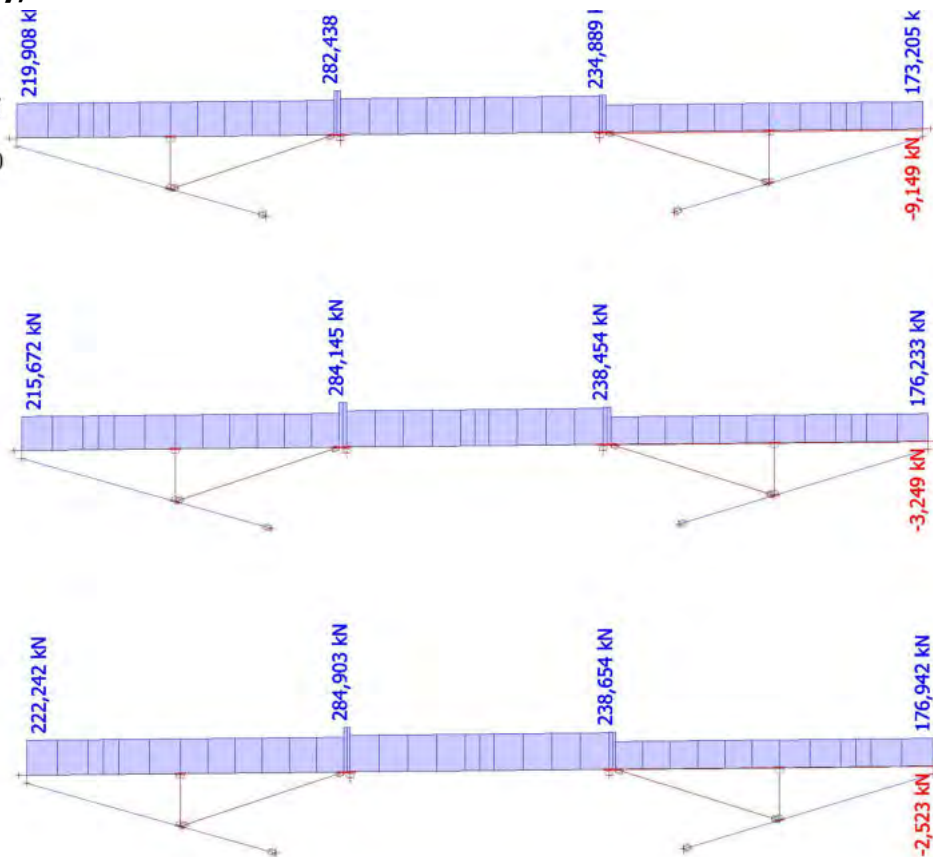 219,908 k
282,438
234,889
173,205 k
-9,149 kN
215,672 kN
284,145 kN
238,454 kN
176,233 kN
-3,249 kN
222,242 kN
284,903 kN
238,654 kN
176,942 kN
-2,523 kN